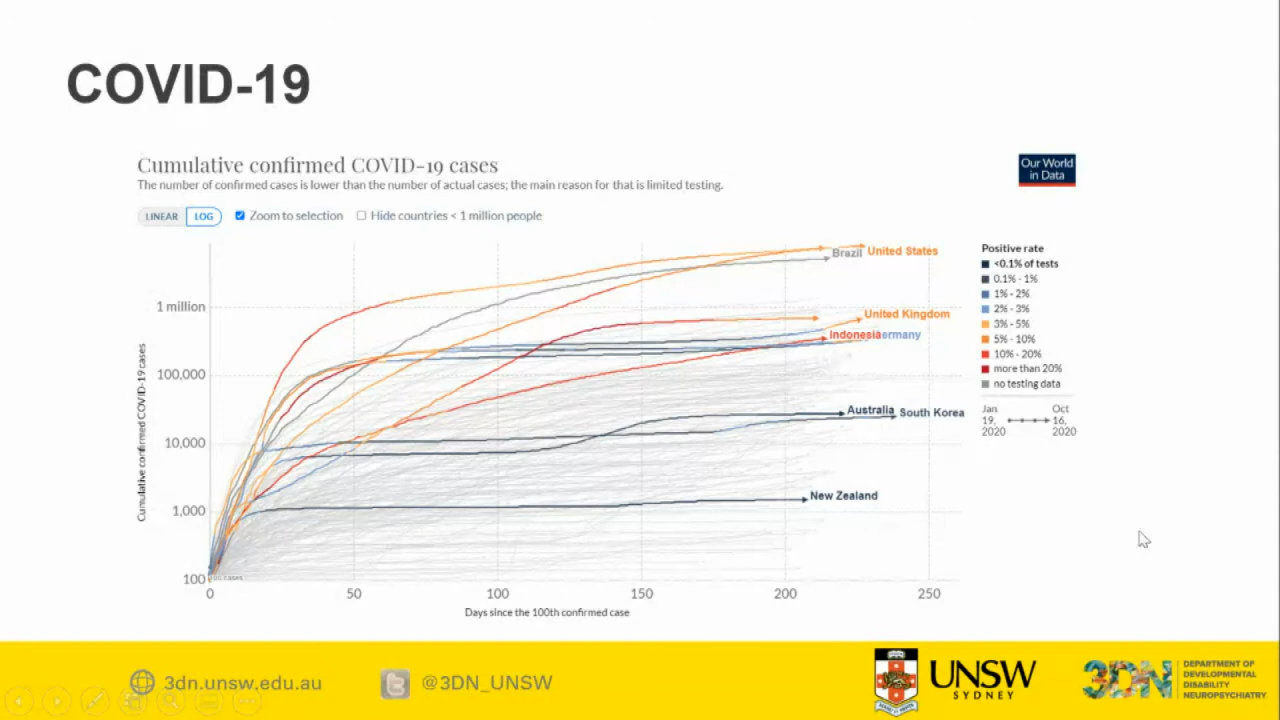 COVID-19
Cumulative confirmed COVID-19 cases
The number of confirmed cases is lower than the number of actual cases; the main reason for that is limited testing.
Our World
in Data
LINEAR LOG Zoom to selection Hide countries < 1 million people
Cumulative confirmed COVID-19 cases
1 million
100,000
10,000
1,000
100
Brazil United States
United Kingdom
Indonesia ermany
Australia South Korea
New Zealand
100 cases
0 50 100 150 200 250
Days since the 100th confirmed case
Positive rate
<0.1% of tests
0.1% - 1%
1% - 2%
2% - 3%
3% - 5%
5% - 10%
10% - 20%
more than 20%
no testing data
Jan 19, 2020
Oct 16, 2020
3dn.unsw.edu.au
@3DN_UNSW
UNSW
SYDNEY
3DN
DEPARTMENT OF
DEVELOPMENTAL
DISABILITY
NEUROPSYCHIATRY